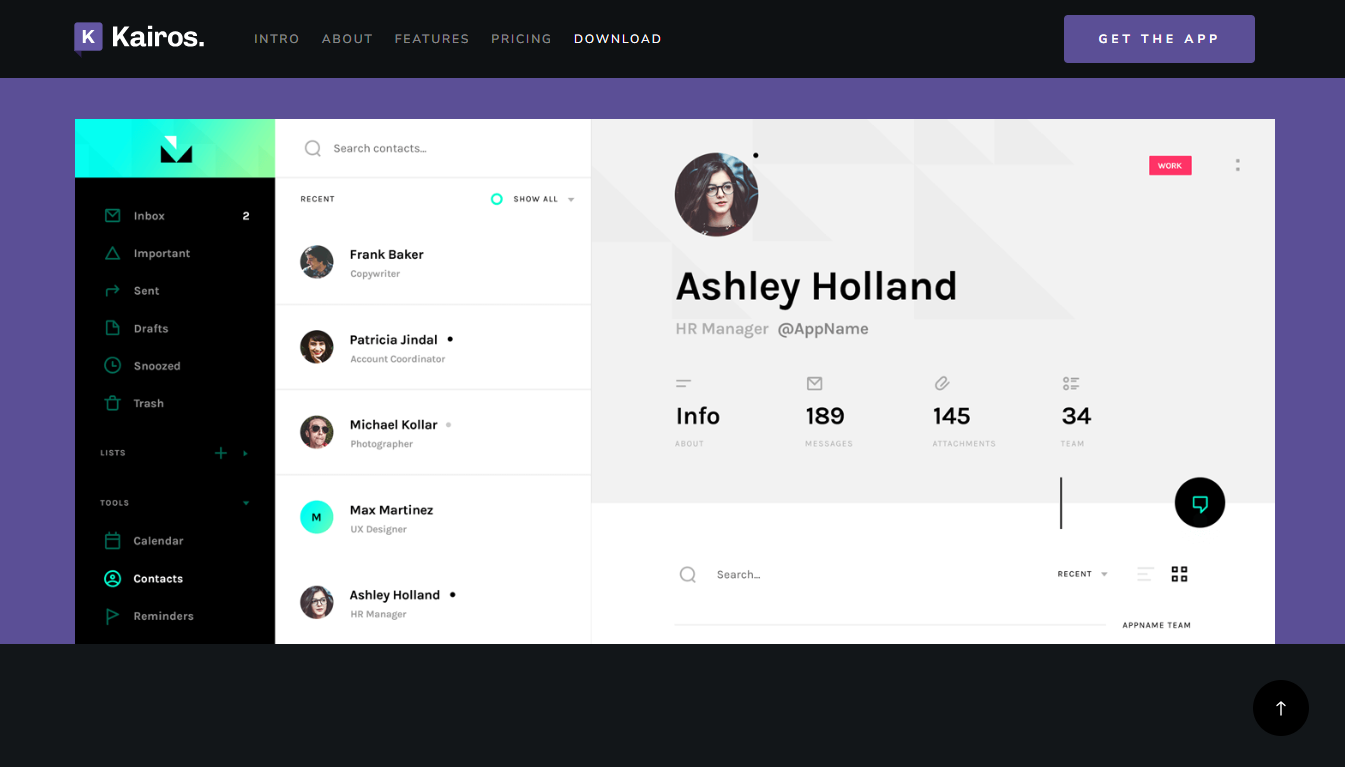 K Kairos. INTRO ABOUT FEATURES PRICING DOWNLOAD GET THE APP
Inbox 2
Important
Sent
Drafts
Snoozed
Trash
LISTS
TOOLS
Calendar
Contacts
Reminders
Search contacts...
RECENT SHOW ALL
Frank Baker
Copywriter
Patricia Jindal
Account Coordinator
Michael Kollar
Photographer
M
Max Martinez
UX Designer
Ashley Holland
HR Manager
WORK
Ashley Holland
HR Manager @AppName
Info 189 145 34
ABOUT MESSAGES ATTACHMENTS TEAM
Search... RECENT
APPNAME TEAM